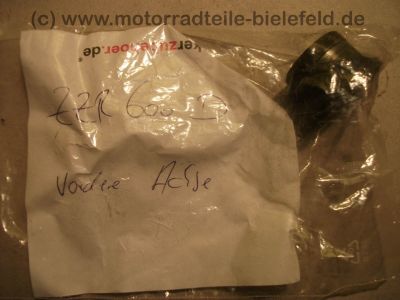 (c) www.motorradteile-bielefeld.de
ZZR 600 D
Vordere Achse